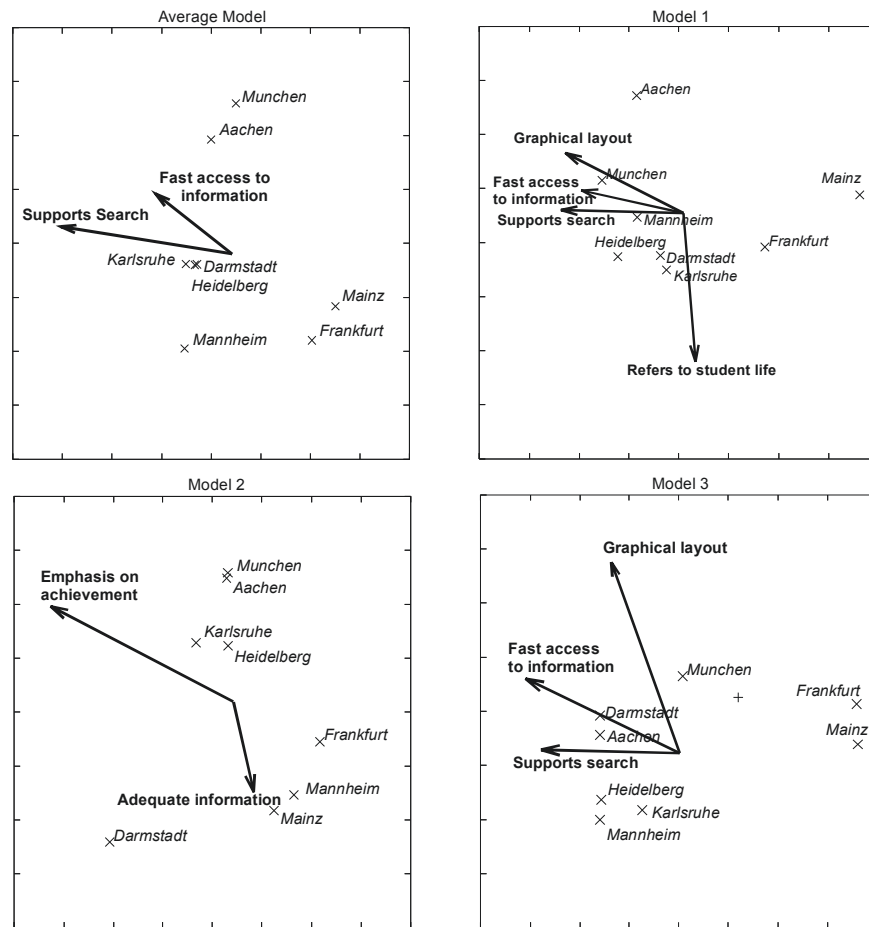 Average Model
Munchen
Aachen
Fast access to
information
Supports Search
Karlsruhe
Darmstadt
Heidelberg
Mainz
Frankfurt
Mannheim
Model 1
Aachen
Graphical layout
Munchen
Fast access
to information
Supports search
Mannheim
Mainz
Heidelberg
Darmstadt
Karlsruhe
Frankfurt
Refers to student life
Model 2
Emphasis on
achievement
Munchen
Aachen
Karlsruhe
Heidelberg
Frankfurt
Adequate information
Mannheim
Mainz
Darmstadt
Model 3
Graphical layout
Fast access
to information
Munchen
Frankfurt
Darmstadt
Aachen
Mainz
Supports search
Heidelberg
Karlsruhe
Mannheim